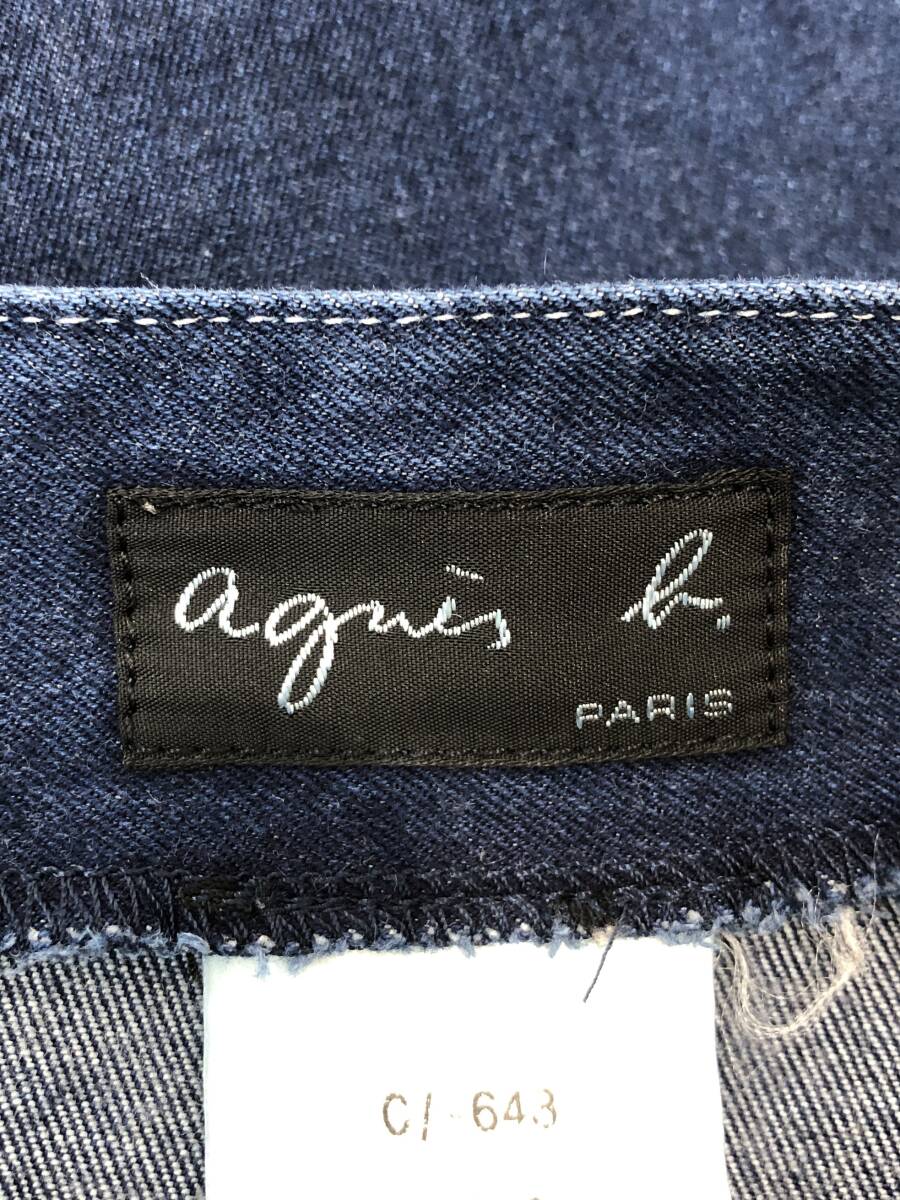 agnès b.
PARIS
C/-643